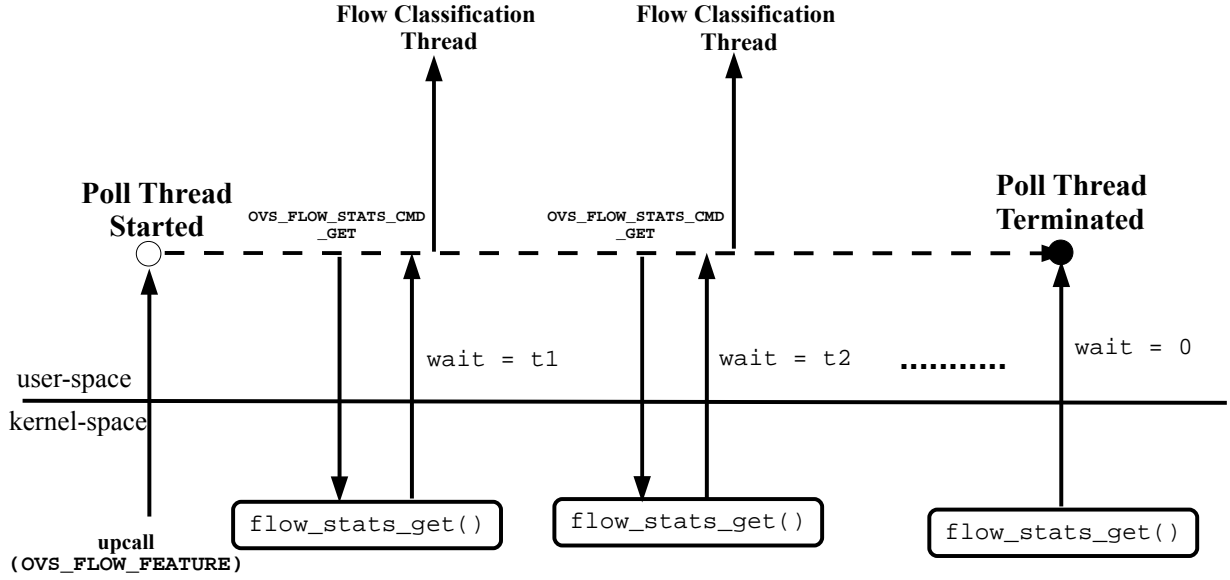 Flow Classification
Thread
Flow Classification
Thread
Poll Thread
Started
OVS_FLOW_STATS_CMD
_GET
OVS_FLOW_STATS_CMD
_GET
Poll Thread
Terminated
wait = t1
wait = t2
...........
wait = 0
user-space
kernel-space
flow_stats_get()
flow_stats_get()
flow_stats_get()
upcall
(OVS_FLOW_FEATURE)